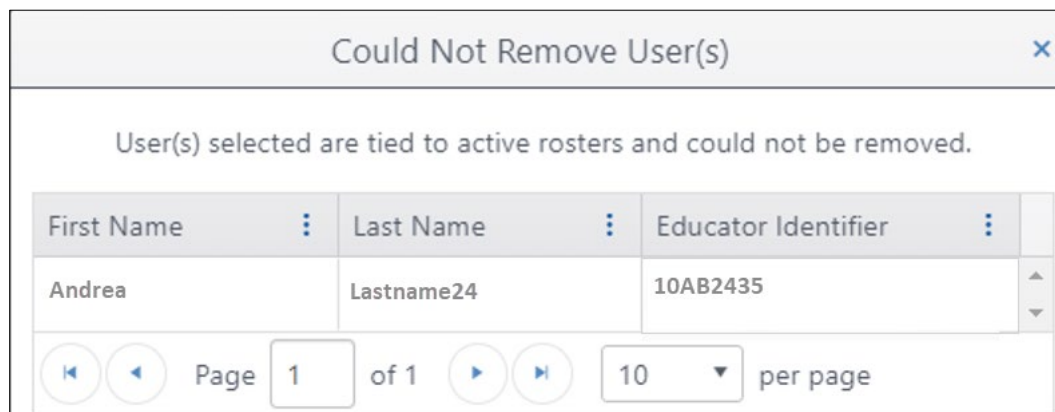 Could Not Remove User(s) ×
User(s) selected are tied to active rosters and could not be removed.
First Name Last Name Educator Identifier
Andrea Lastname24 10AB2435
Page 1 of 1 10 per page